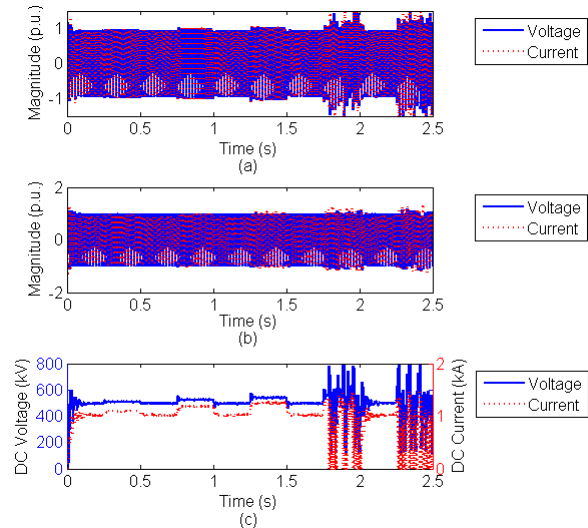 Magnitude (p.u.)
1
0
-1
0
0.5
1
1.5
2
2.5
Time (s)
(a)
Voltage
Current
Magnitude (p.u.)
2
0
-2
0
0.5
1
1.5
2
2.5
Time (s)
(b)
Voltage
Current
DC Voltage (kV)
800
600
400
200
0
0
0.5
1
1.5
2
2.5
2
1
0
DC Current (kA)
Time (s)
(c)
Voltage
Current